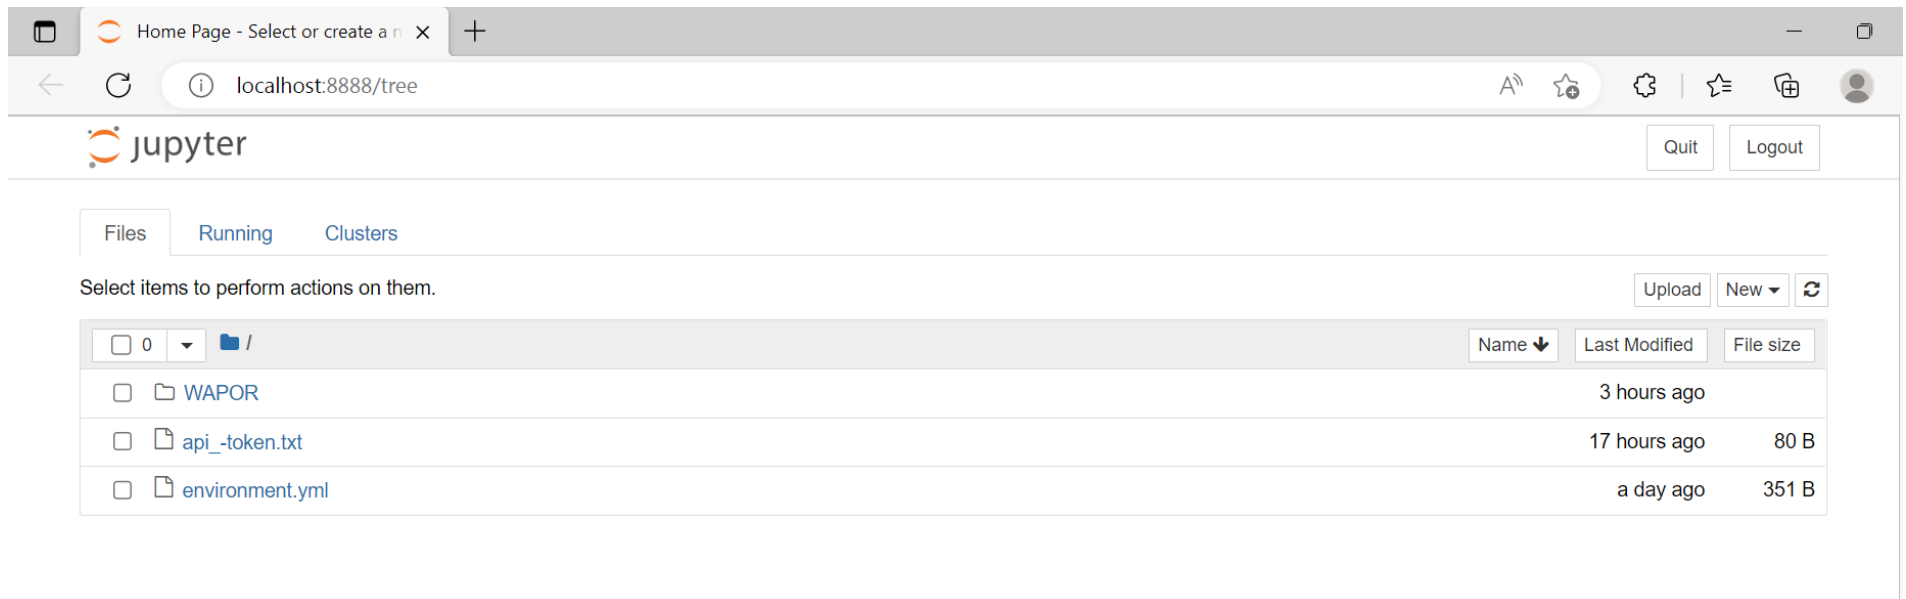 Home Page - Select or create a n
localhost:8888/tree
jupyter
Quit
Logout
Files
Running
Clusters
Select items to perform actions on them.
Upload
New
0
/
Name
Last Modified
File size
WAPOR
3 hours ago
api_-token.txt
17 hours ago
80 B
environment.yml
a day ago
351 B